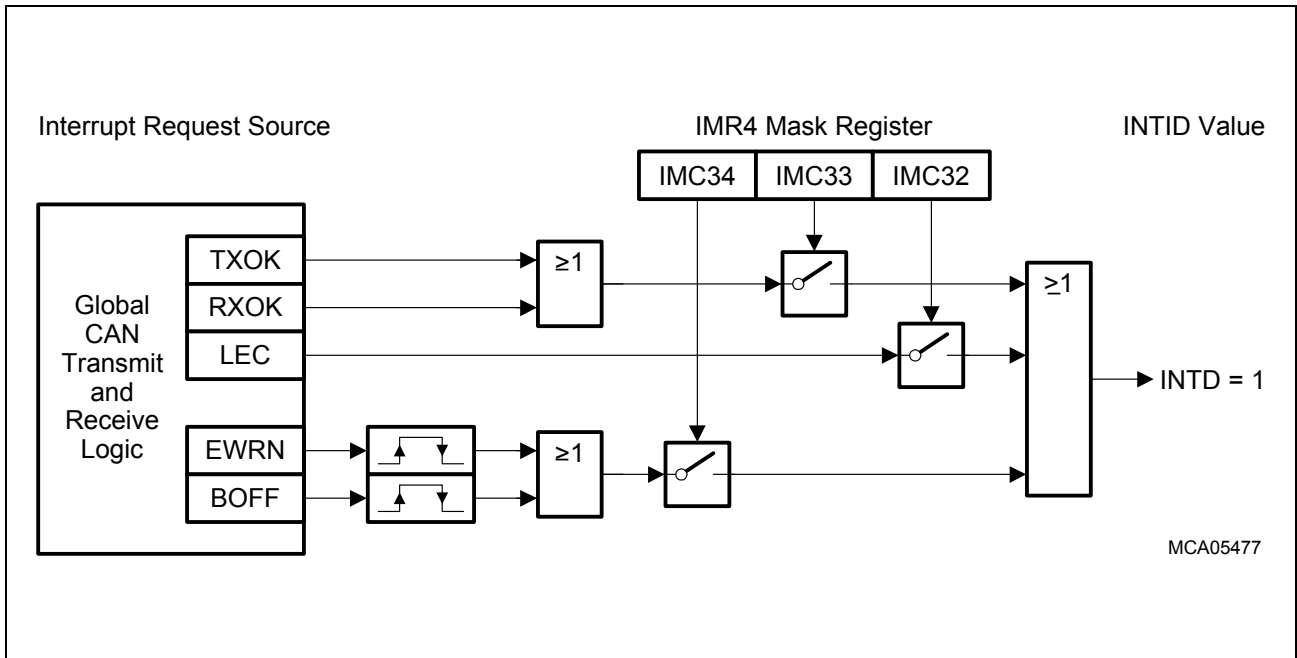 Interrupt Request Source
IMR4 Mask Register
INTID Value
IMC34
IMC33
IMC32
Global
CAN
Transmit
and
Receive
Logic
TXOK
RXOK
LEC
EWRN
BOFF
≥1
≥1
≥1
INTD = 1
MCA05477